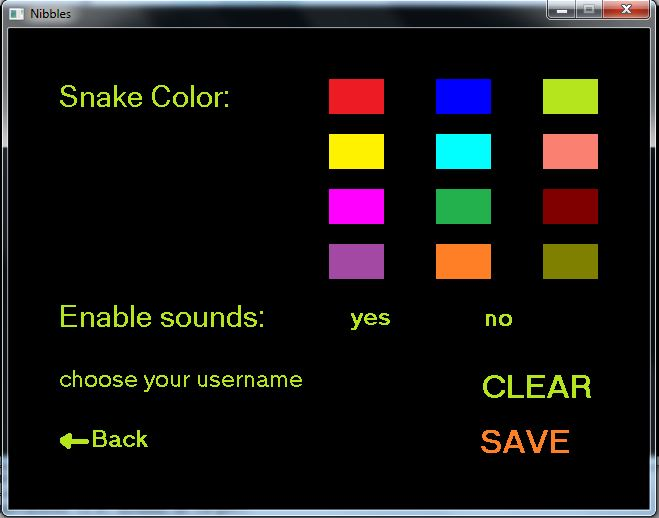 Nibbles
Snake Color:
Enable sounds: yes no
choose your username
CLEAR
Back
SAVE